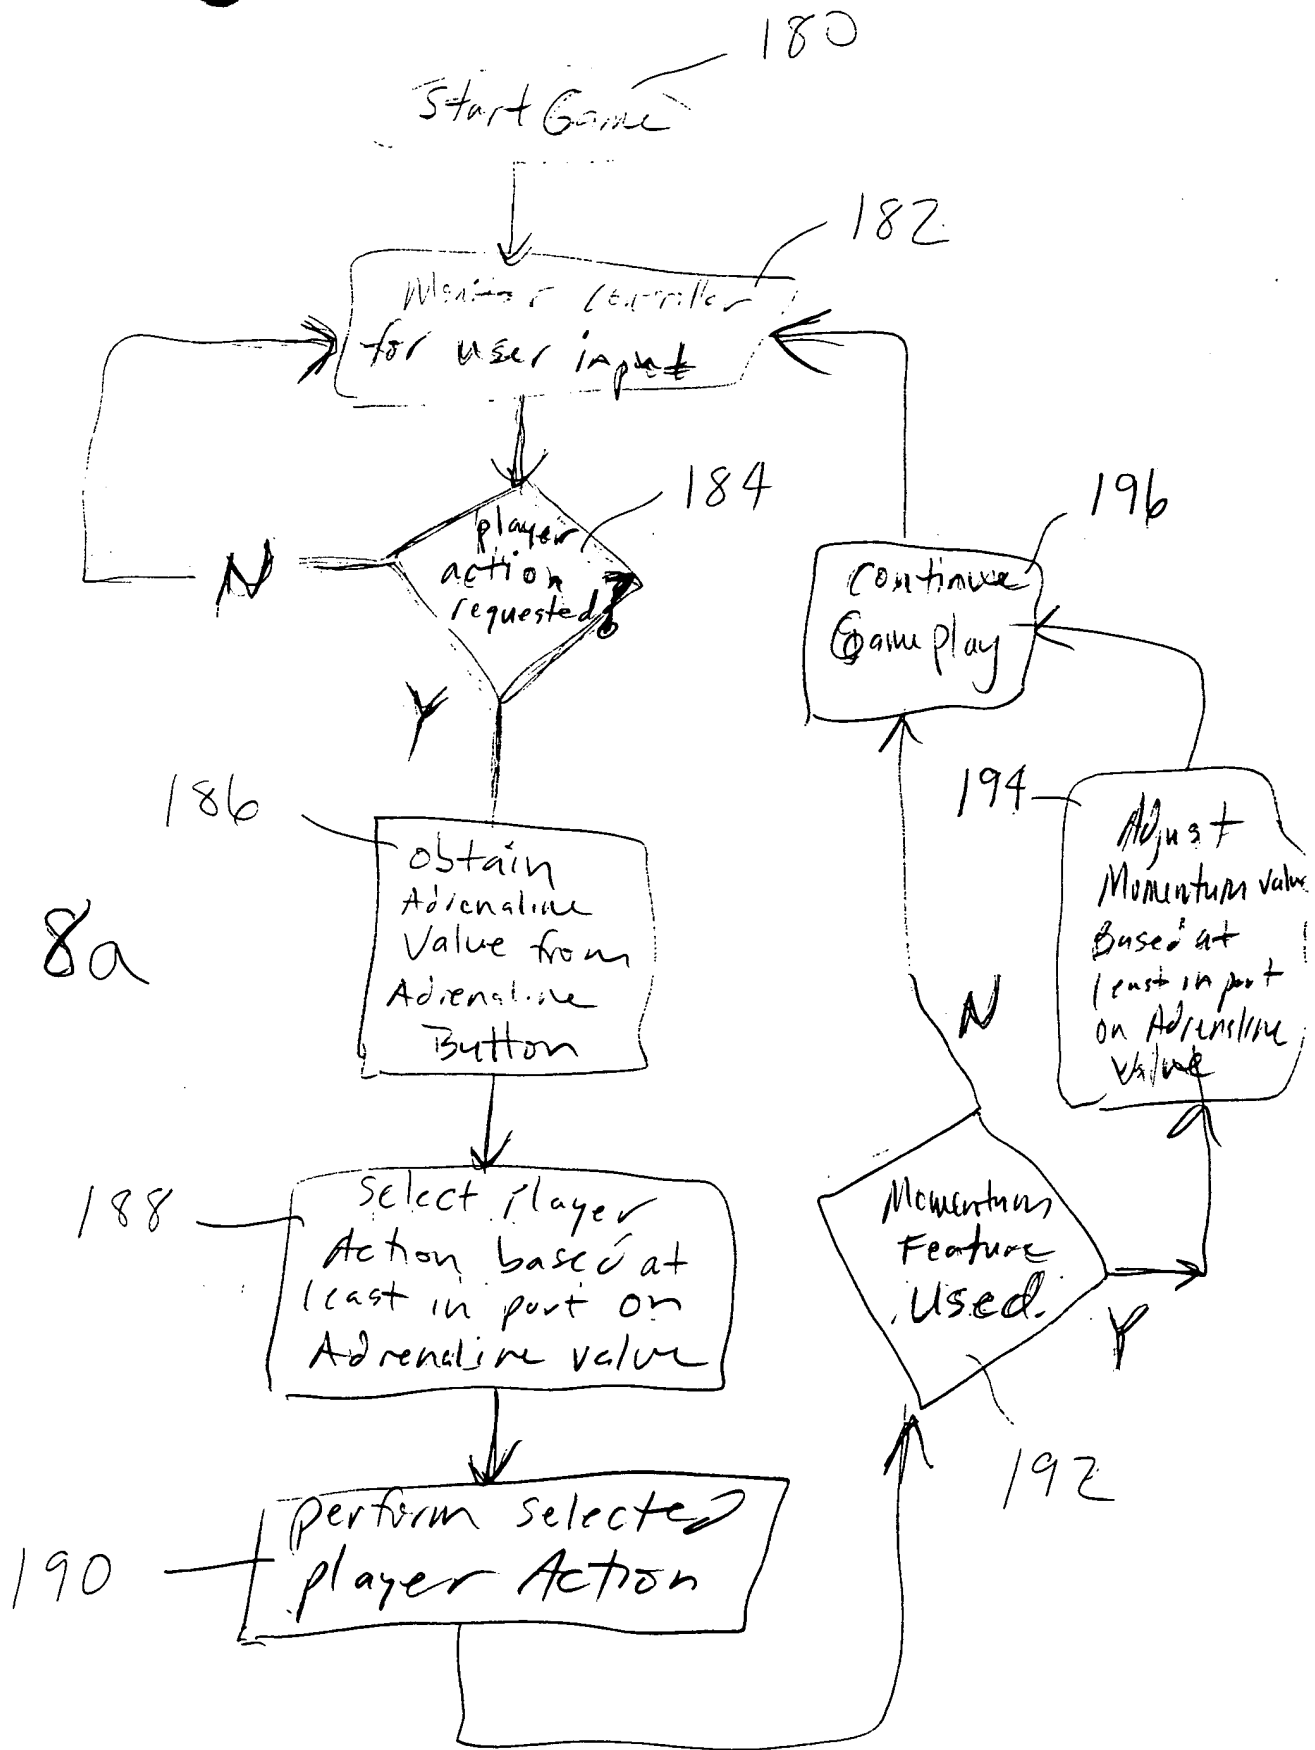 180
Start Game
182
Monitor Controller
for user input
184
player
action
requested?
N
Y
196
Continue
Game play
186
obtain
Adrenaline
Value from
Adrenaline
Button
8a
194
Adjust
Momentum value
Based at
least in part
on Adrenaline
Value
N
188
Select Player
Action based at
least in part on
Adrenaline value
Momentum
Feature
Used.
Y
192
190
perform selected
player Action